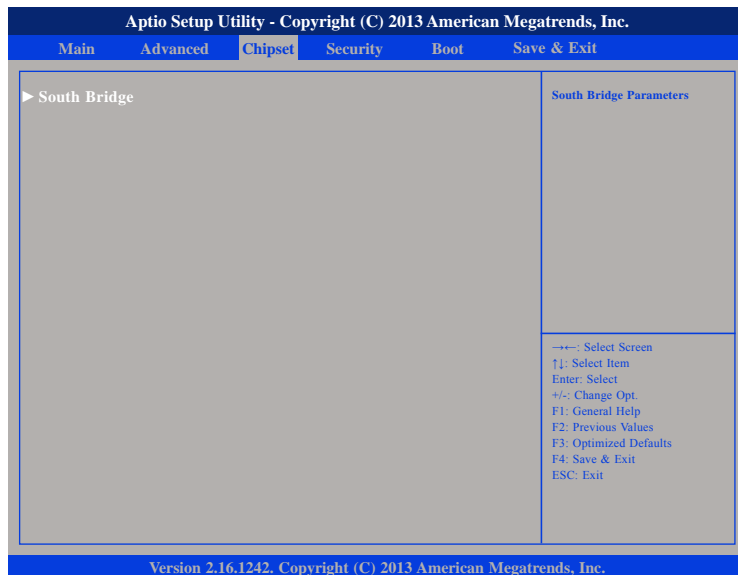 Aptio Setup Utility - Copyright (C) 2013 American Megatrends, Inc.
Main Advanced Chipset Security Boot Save & Exit
► South Bridge
South Bridge Parameters
→←: Select Screen
↑↓: Select Item
Enter: Select
+/-: Change Opt.
F1: General Help
F2: Previous Values
F3: Optimized Defaults
F4: Save & Exit
ESC: Exit
Version 2.16.1242. Copyright (C) 2013 American Megatrends, Inc.